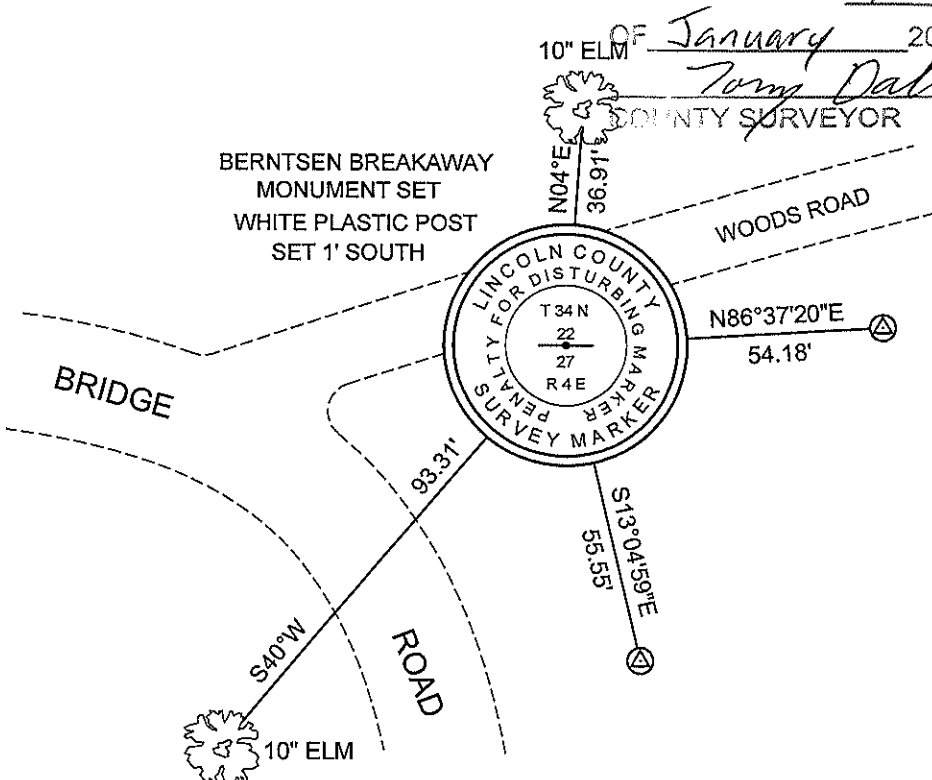 OF January 20
Tony Dal
COUNTY SURVEYOR
10" ELM
N04°E
36.91'
BERNTSEN BREAKAWAY
MONUMENT SET
WHITE PLASTIC POST
SET 1' SOUTH
WOODS ROAD
LINCOLN COUNTY
SURVEY MARKER
PENALTY FOR DISTURBING MARKER
T 34 N
22
27
R 4 E
N86°37'20"E
54.18'
BRIDGE
ROAD
93.31'
S40°W
S13°04'59"E
55.55'
10" ELM